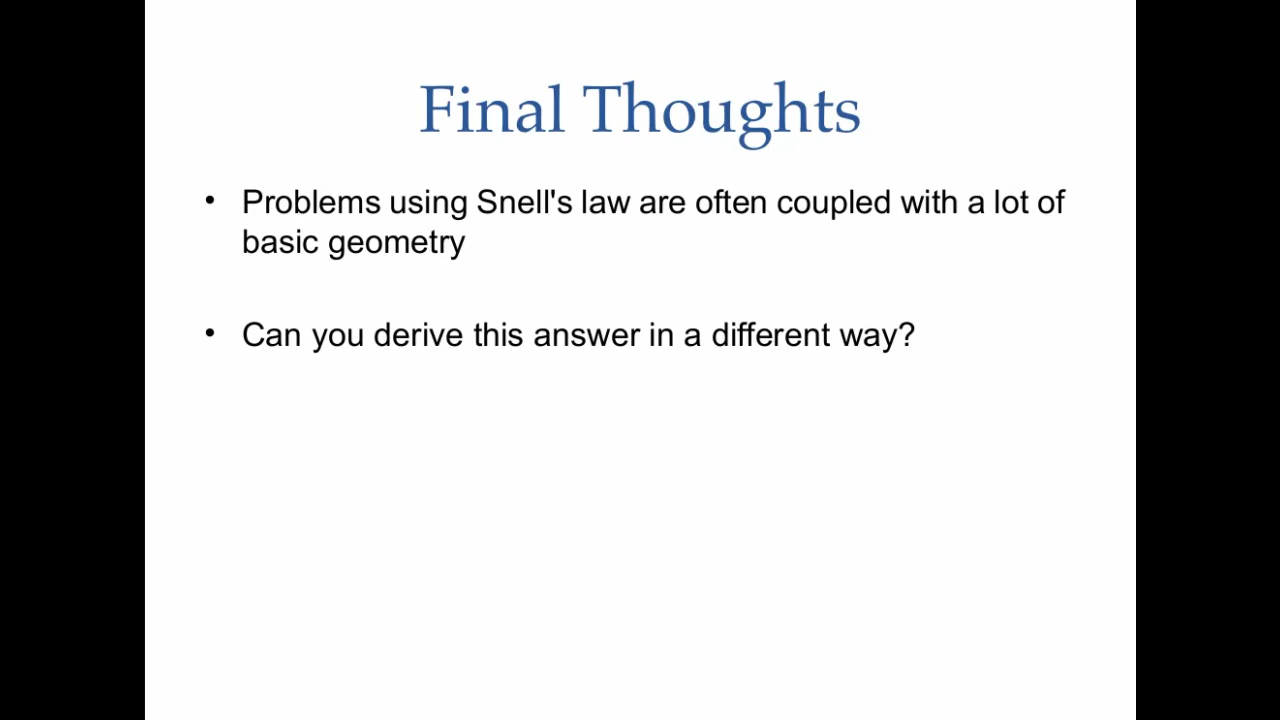 Final Thoughts
• Problems using Snell's law are often coupled with a lot of
basic geometry
• Can you derive this answer in a different way?